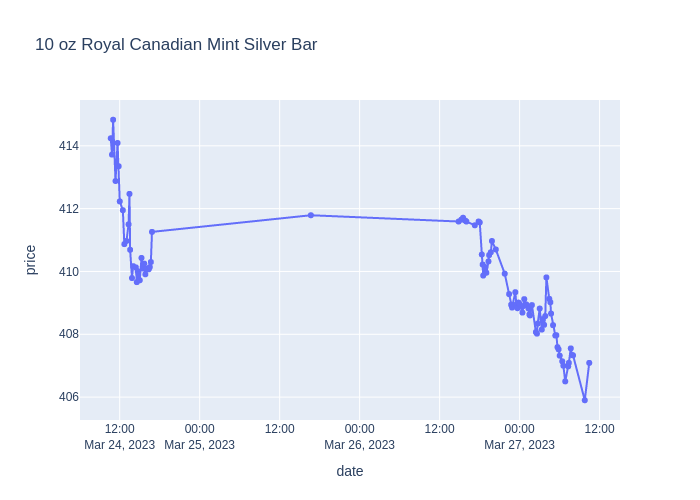 10 oz Royal Canadian Mint Silver Bar
price
414
412
410
408
406
12:00 00:00 12:00 00:00 12:00 00:00 12:00
Mar 24, 2023 Mar 25, 2023 Mar 26, 2023 Mar 27, 2023
date